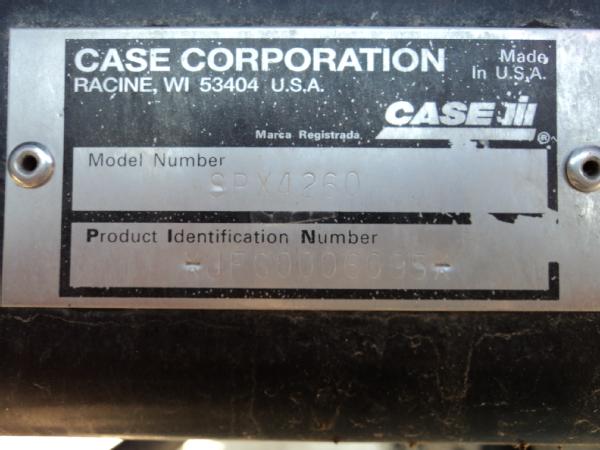 CASE CORPORATION
RACINE, WI 53404 U.S.A.
Made
In U.S.A.
CASE IH
®
Marca Registrada
Model Number
SPX4260
Product Identification Number